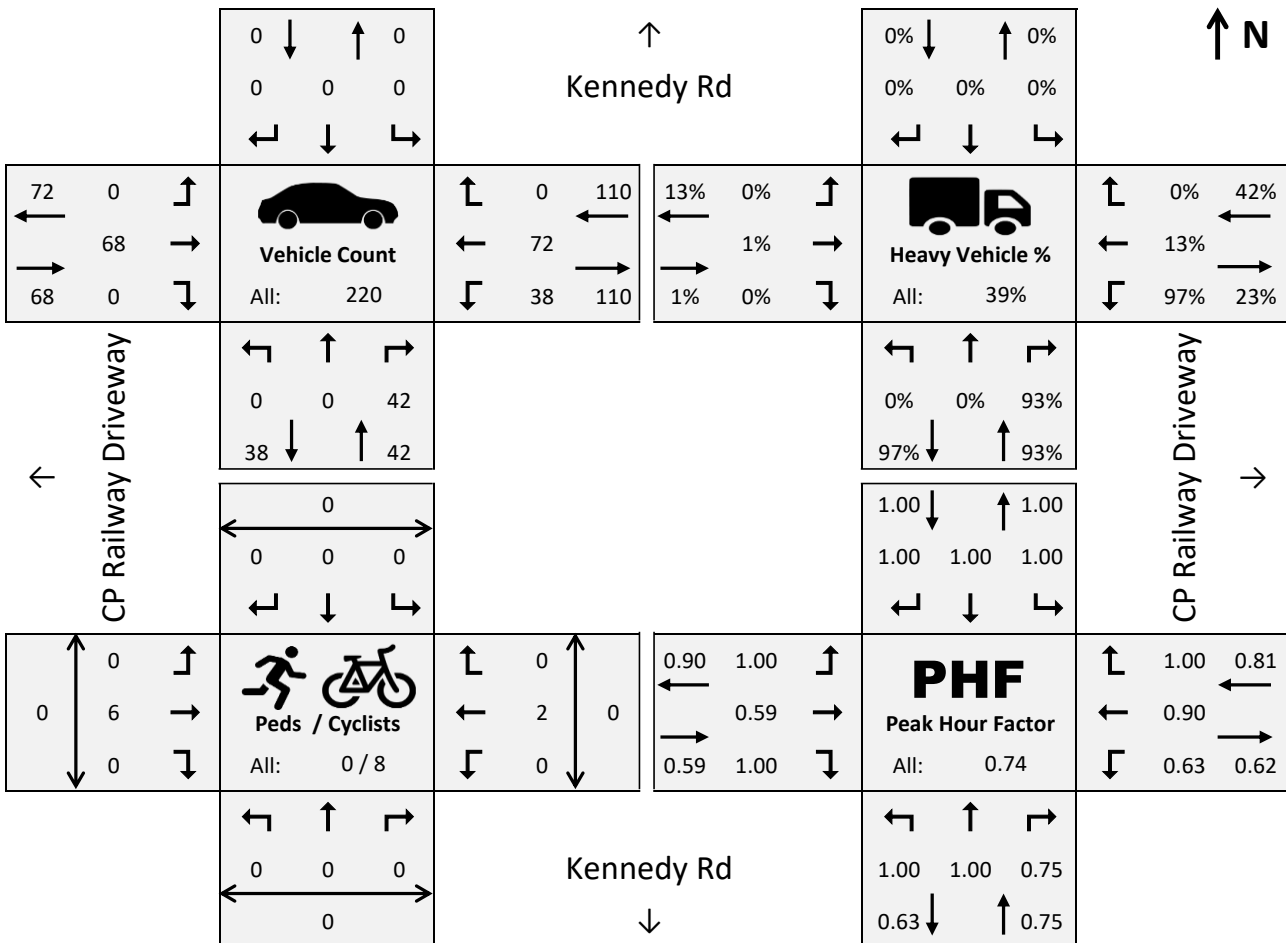 0 0 0% 0% N
Kennedy Rd
0 0 0 0% 0% 0%
72 0 0 110 13% 0% 0% 42%
68 Vehicle Count 72 1% Heavy Vehicle % 13%
68 0 All: 220 38 110 1% 0% All: 39% 97% 23%
0 0 42 0% 0% 93%
38 42 97% 93%
CP Railway Driveway
CP Railway Driveway
0 1.00 1.00
0 0 0 1.00 1.00 1.00
0 0 0.90 1.00 PHF 1.00 0.81
0 6 Peds / Cyclists 2 0 0.59 Peak Hour Factor 0.90
0 All: 0 / 8 0 0.59 1.00 All: 0.74 0.63 0.62
0 0 0 Kennedy Rd 1.00 1.00 0.75
0 0.63 0.75